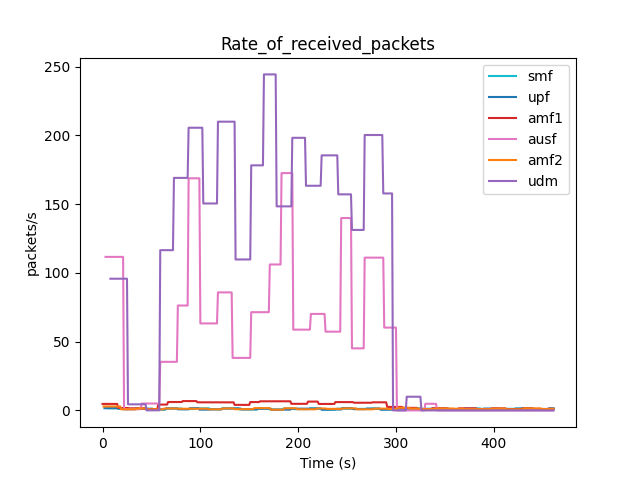 Rate_of_received_packets
250
200
150
100
50
0
packets/s
0 100 200 300 400
Time (s)
smf
upf
amf1
ausf
amf2
udm